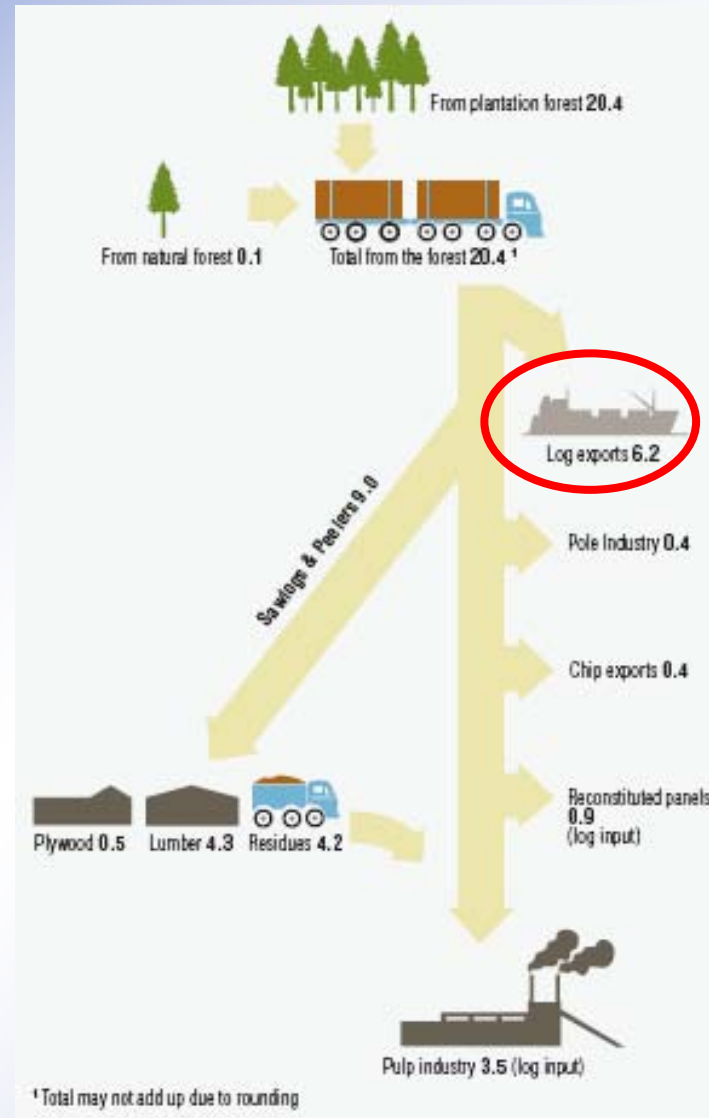 From plantation forest 20.4
From natural forest 0.1
Total from the forest 20.4 ¹
Log exports 6.2
Sawlogs & Peelers 9.0
Pole Industry 0.4
Chip exports 0.4
Reconstituted panels
0.9
(log input)
Plywood 0.5
Lumber 4.3
Residues 4.2
Pulp industry 3.5 (log input)
¹ Total may not add up due to rounding